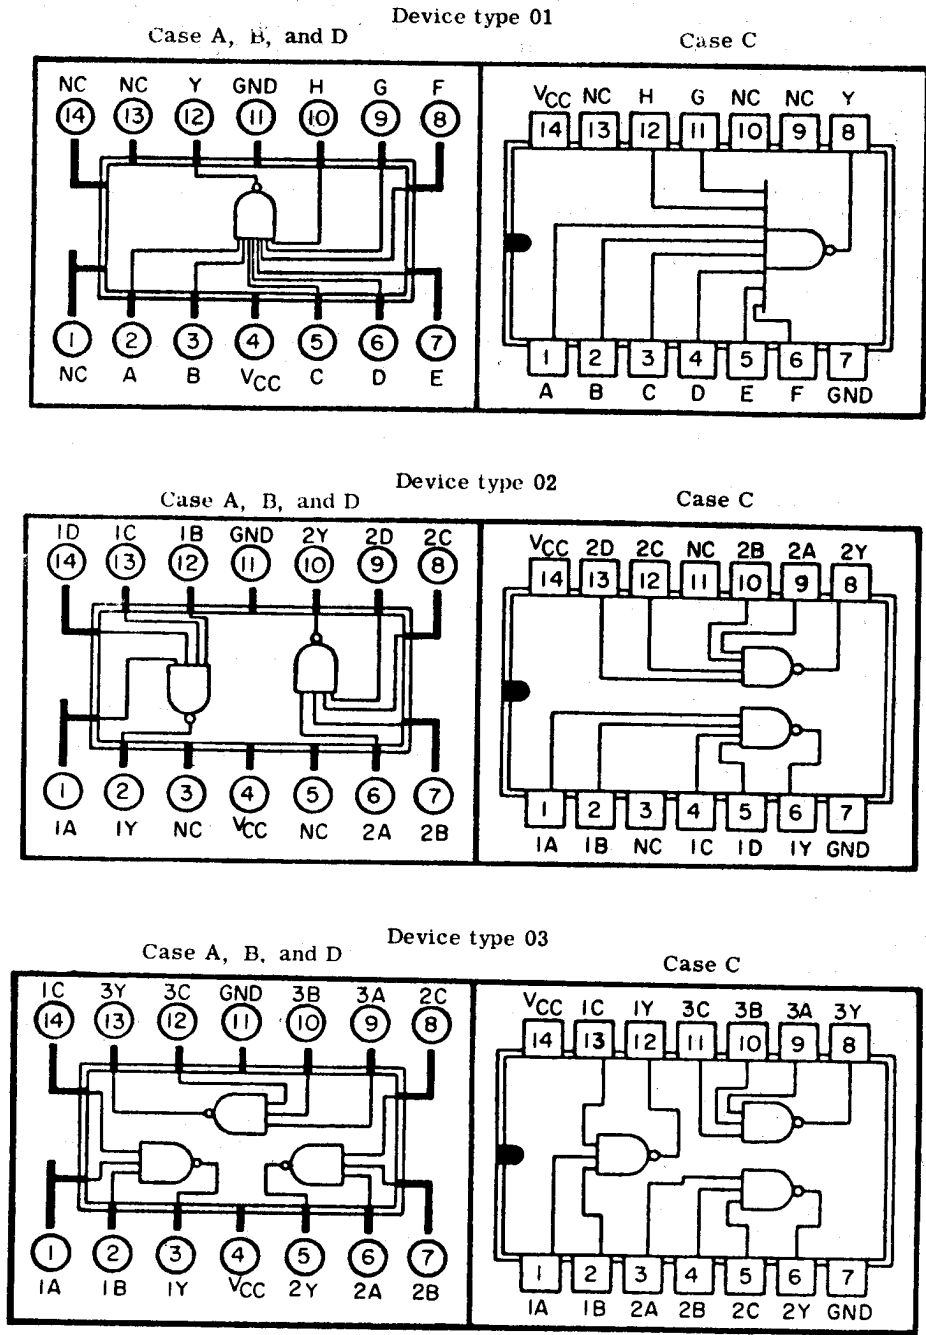 Device type 01
Case A, B, and D
Case C
NC NC Y GND H G F
14 13 12 11 10 9 8
1 2 3 4 5 6 7
NC A B VCC C D E
VCC NC H G NC NC Y
14 13 12 11 10 9 8
1 2 3 4 5 6 7
A B C D E F GND
Device type 02
Case A, B, and D
Case C
1D 1C 1B GND 2Y 2D 2C
14 13 12 11 10 9 8
1 2 3 4 5 6 7
1A 1Y NC VCC NC 2A 2B
VCC 2D 2C NC 2B 2A 2Y
14 13 12 11 10 9 8
1 2 3 4 5 6 7
1A 1B NC 1C 1D 1Y GND
Device type 03
Case A, B, and D
Case C
1C 3Y 3C GND 3B 3A 2C
14 13 12 11 10 9 8
1 2 3 4 5 6 7
1A 1B 1Y VCC 2Y 2A 2B
VCC 1C 1Y 3C 3B 3A 3Y
14 13 12 11 10 9 8
1 2 3 4 5 6 7
1A 1B 2A 2B 2C 2Y GND